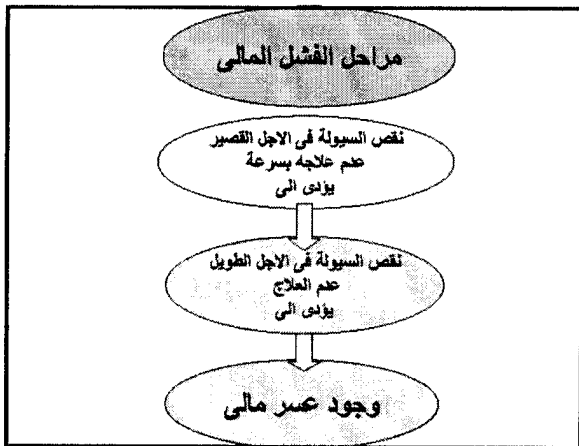 مراحل الفشل المالى
نقص السيولة فى الاجل القصير
عدم علاجه بسرعة
يؤدى الى
نقص السيولة فى الاجل الطويل
عدم العلاج
يؤدى الى
وجود عسر مالى